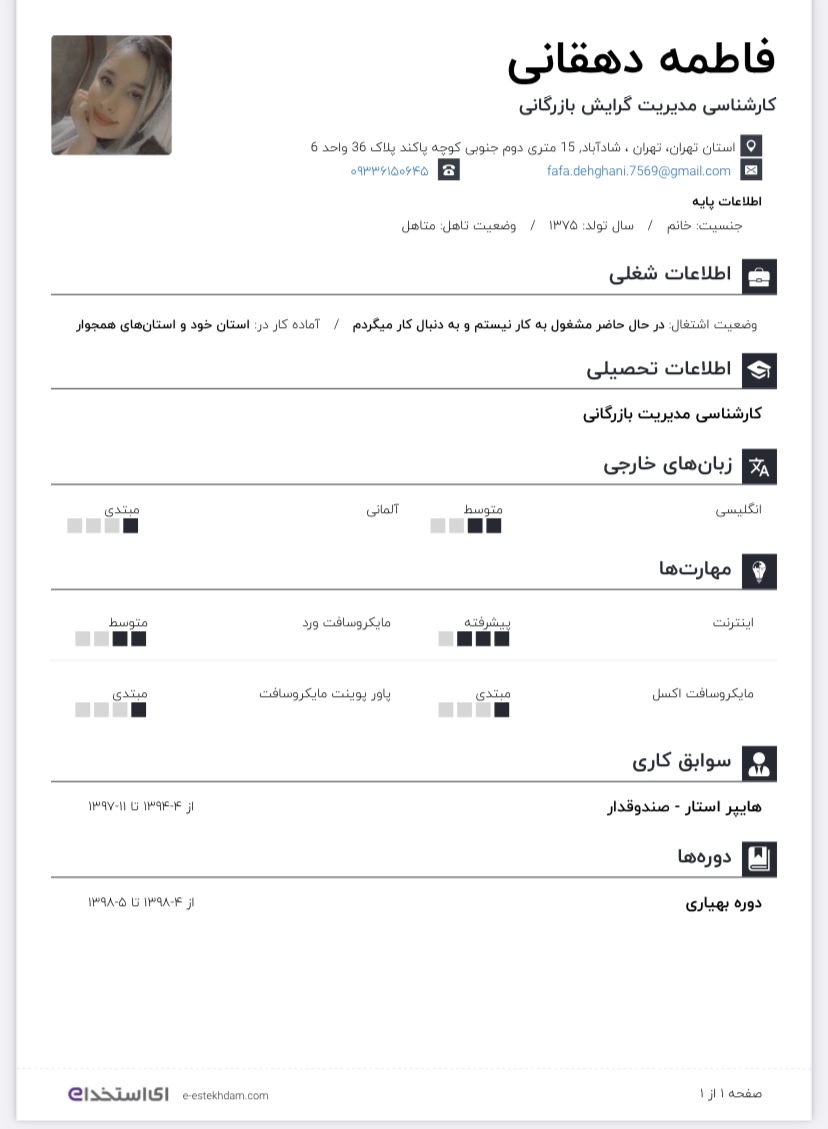 فاطمه دهقانی
کارشناسی مدیریت گرایش بازرگانی
استان تهران، تهران ، شادآباد, 15 متری دوم جنوبی کوچه پاکند پلاک 36 واحد 6
fafa.dehghani.7569@gmail.com ۰۹۳۳۶۱۵۰۶۴۵
اطلاعات پایه
جنسیت: خانم / سال تولد: ۱۳۷۵ / وضعیت تاهل: متاهل
اطلاعات شغلی
وضعیت اشتغال: در حال حاضر مشغول به کار نیستم و به دنبال کار میگردم / آماده کار در: استان خود و استان‌های همجوار
اطلاعات تحصیلی
کارشناسی مدیریت بازرگانی
زبان‌های خارجی
انگلیسی متوسط آلمانی مبتدی
مهارت‌ها
اینترنت پیشرفته مایکروسافت ورد متوسط
مایکروسافت اکسل مبتدی پاور پوینت مایکروسافت مبتدی
سوابق کاری
هایپر استار - صندوقدار از ۴-۱۳۹۴ تا ۱۱-۱۳۹۷
دوره‌ها
دوره بهیاری از ۴-۱۳۹۸ تا ۵-۱۳۹۸
صفحه ۱ از ۱ e-estekhdam.com ای‌استخدام